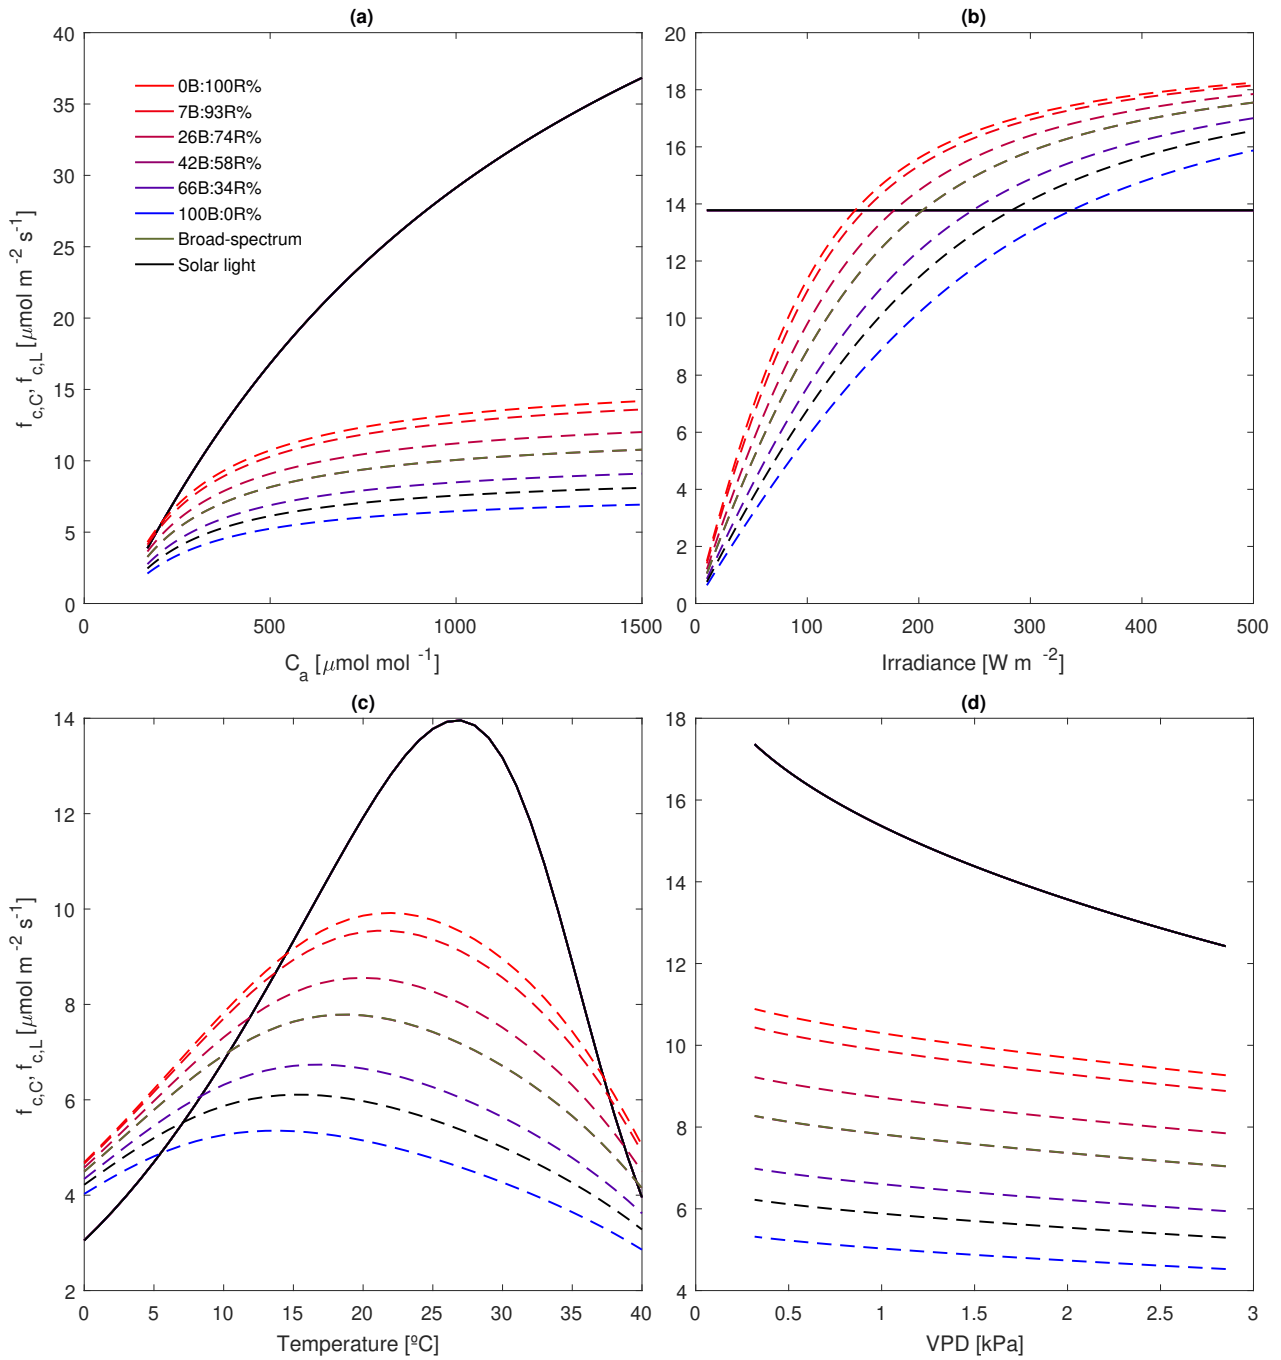 (a)
40
35
30
25
20
15
10
5
0
0 500 1000 1500
f c,C, f c,L [μmol m -2 s-1]
C a [ μmol mol -1]
0B:100R%
7B:93R%
26B:74R%
42B:58R%
66B:34R%
100B:0R%
Broad-spectrum
Solar light
(b)
20
18
16
14
12
10
8
6
4
2
0
0 100 200 300 400 500
Irradiance [W m -2]
(c)
14
12
10
8
6
4
2
0 5 10 15 20 25 30 35 40
f c,C, f c,L [μmol m -2 s-1]
Temperature [ºC]
(d)
18
16
14
12
10
8
6
4
0 0.5 1 1.5 2 2.5 3
VPD [kPa]